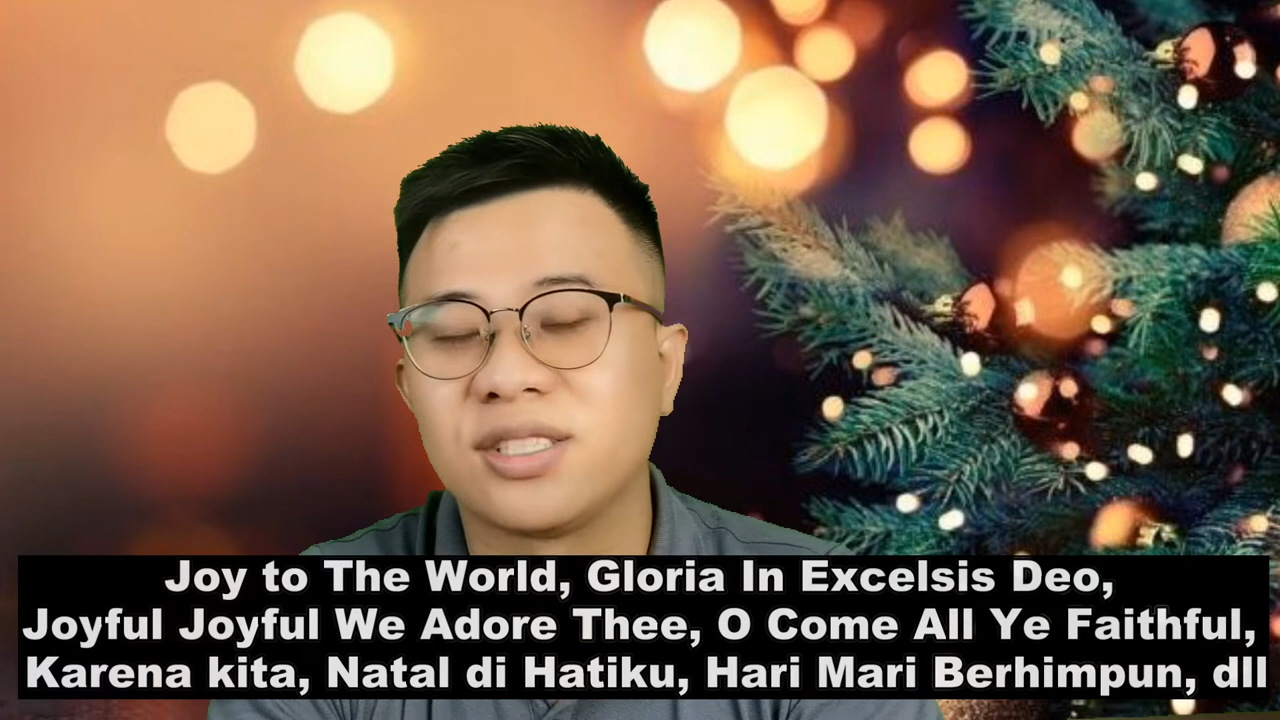 Joy to The World, Gloria In Excelsis Deo,
Joyful Joyful We Adore Thee, O Come All Ye Faithful,
Karena kita, Natal di Hatiku, Hari Mari Berhimpun, dll